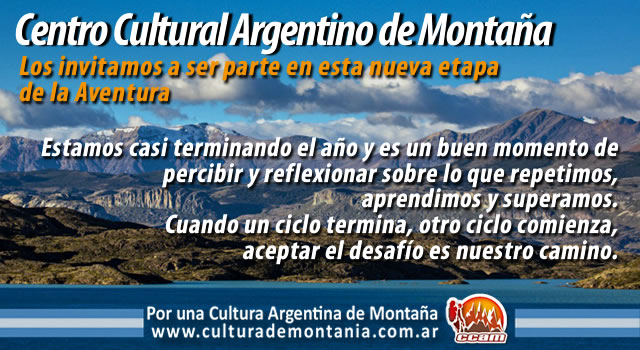 Centro Cultural Argentino de Montaña
Los invitamos a ser parte en esta nueva etapa
de la Aventura
Estamos casi terminando el año y es un buen momento de
percibir y reflexionar sobre lo que repetimos,
aprendimos y superamos.
Cuando un ciclo termina, otro ciclo comienza,
aceptar el desafío es nuestro camino.
Por una Cultura Argentina de Montaña
www.culturademontania.com.ar
ccam